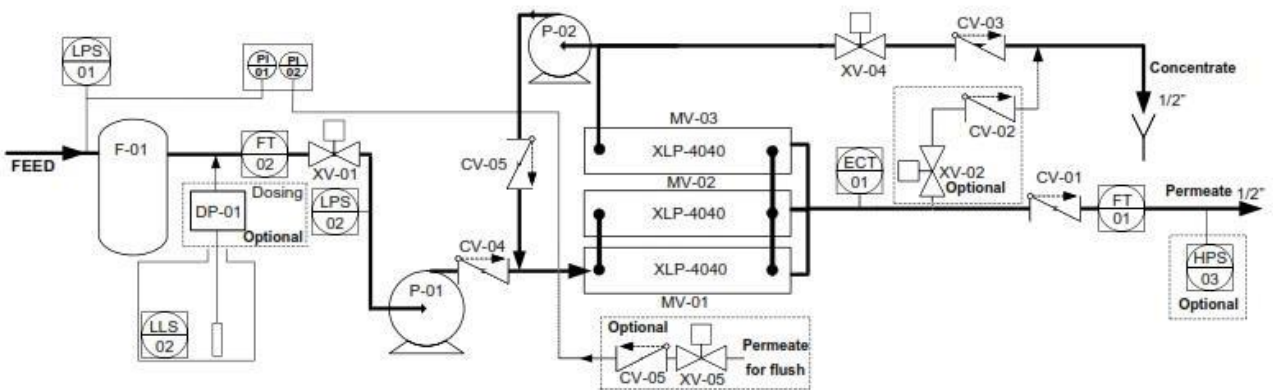 LPS
01
PI
01
PI
02
P-02
CV-03
XV-04
Concentrate
1/2"
FEED
F-01
FT
02
XV-01
CV-05
MV-03
XLP-4040
MV-02
XLP-4040
XLP-4040
MV-01
ECT
01
CV-02
XV-02
Optional
CV-01
FT
01
Permeate
1/2"
Dosing
DP-01
Optional
LPS
02
CV-04
P-01
HPS
03
Optional
LLS
02
Optional
CV-05
XV-05
Permeate
for flush